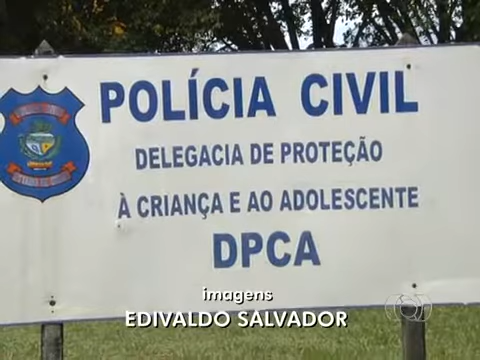 POLÍCIA CIVIL
DELEGACIA DE PROTEÇÃO
À CRIANÇA E AO ADOLESCENTE
DPCA
imagens
EDIVALDO SALVADOR